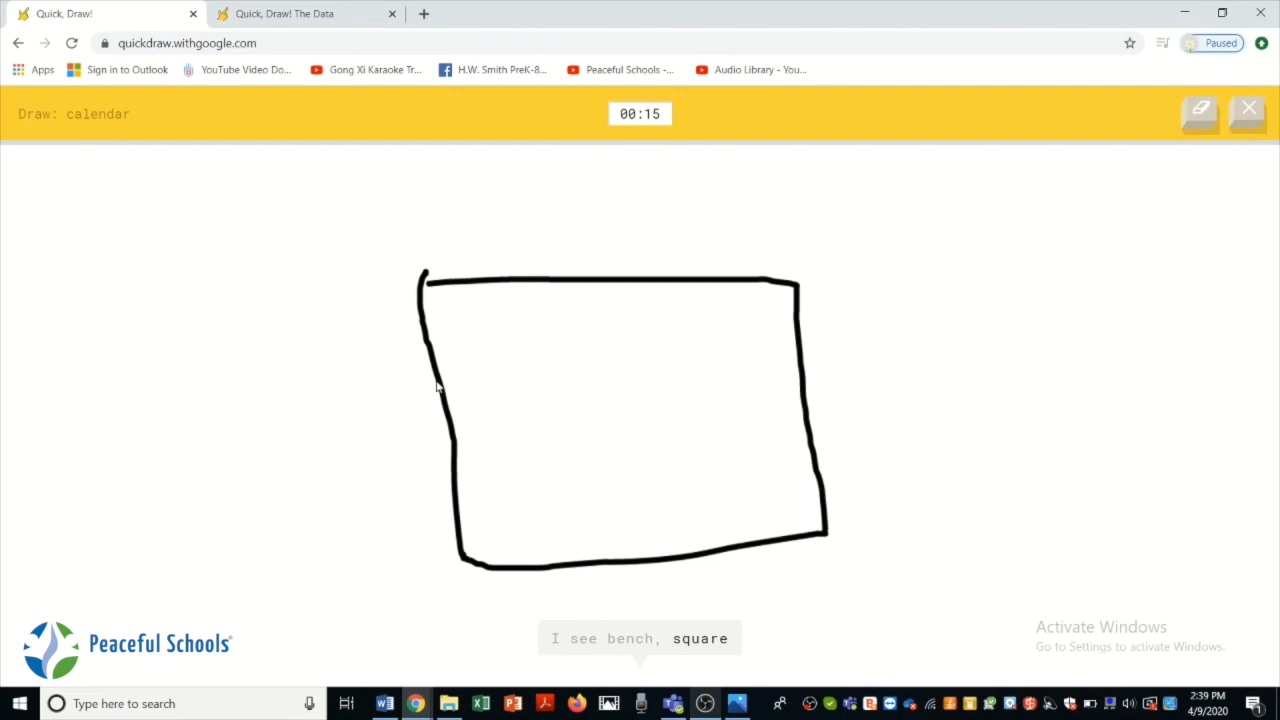 Quick, Draw!
Quick, Draw! The Data
quickdraw.withgoogle.com
Paused
Apps
Sign in to Outlook
YouTube Video Do...
Gong Xi Karaoke Tr...
H.W. Smith PreK-8...
Peaceful Schools -...
Audio Library - You...
Draw: calendar
00:15
I see bench, square
Peaceful Schools®
Activate Windows
Go to Settings to activate Windows.
Type here to search
2:39 PM
4/9/2020